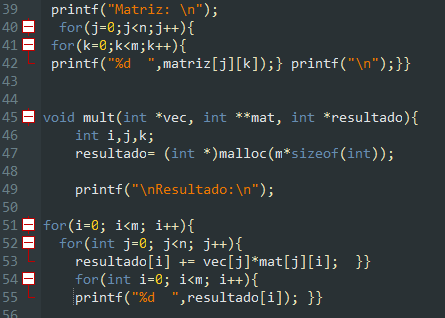 39 printf("Matriz: \n");
40 for(j=0;j<n;j++){
41 for(k=0;k<m;k++){
42 printf("%d  ",matriz[j][k]);} printf("\n");}}
43
44
45 void mult(int *vec, int **mat, int *resultado){
46 int i,j,k;
47 resultado= (int *)malloc(m*sizeof(int));
48
49 printf("\nResultado:\n");
50
51 for(i=0; i<m; i++){
52 for(int j=0; j<n; j++){
53 resultado[i] += vec[j]*mat[j][i];  }}
54 for(int i=0; i<m; i++){
55 printf("%d  ",resultado[i]); }}
56